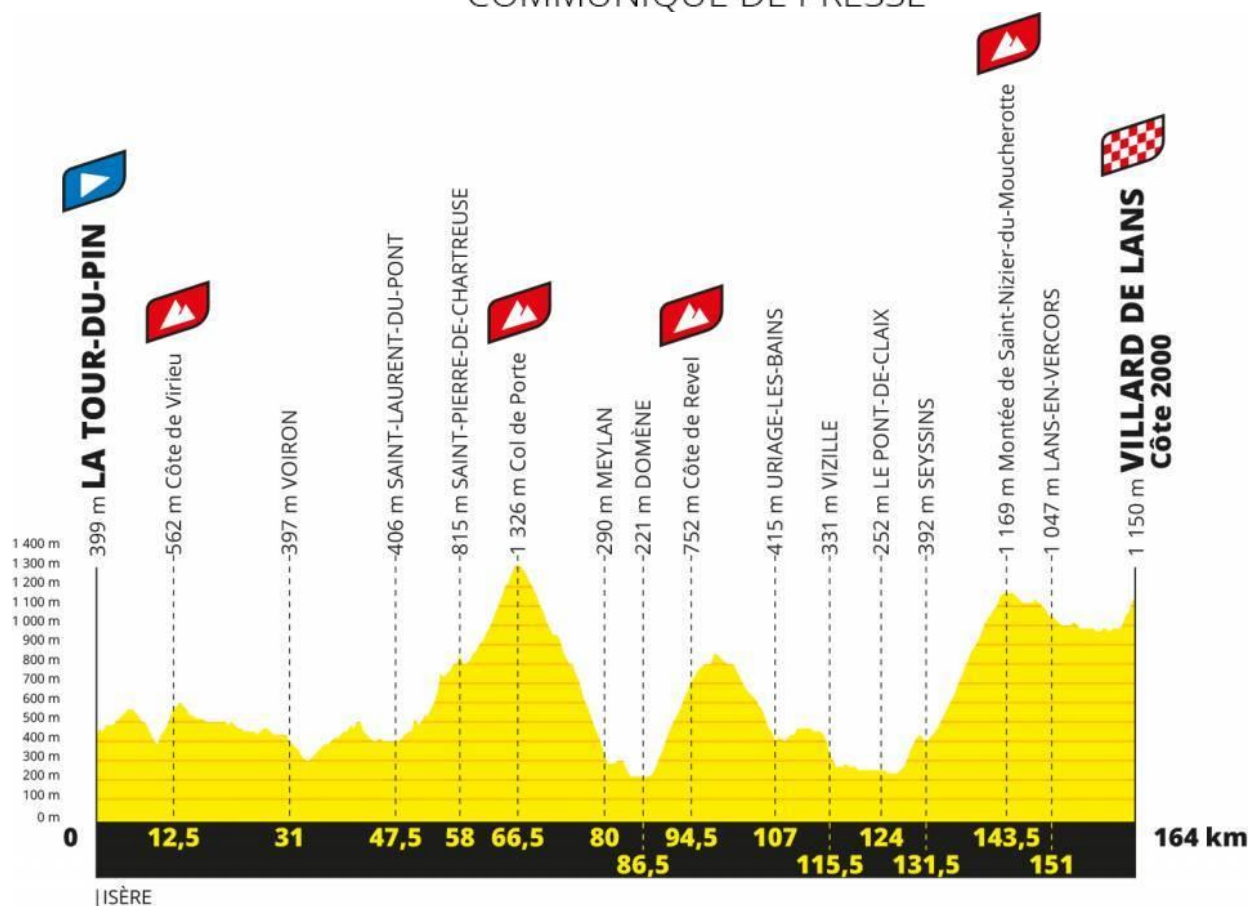 COMMUNIQUÉ DE PRESSE
399 m LA TOUR-DU-PIN
562 m Côte de Virieu
397 m VOIRON
406 m SAINT-LAURENT-DU-PONT
815 m SAINT-PIERRE-DE-CHARTREUSE
1 326 m Col de Porte
290 m MEYLAN
221 m DOMÈNE
752 m Côte de Revel
415 m URIAGE-LES-BAINS
331 m VIZILLE
252 m LE PONT-DE-CLAIX
392 m SEYSSINS
1 169 m Montée de Saint-Nizier-du-Moucherotte
1 047 m LANS-EN-VERCORS
1 150 m VILLARD DE LANS
Côte 2000
1 400 m
1 300 m
1 200 m
1 100 m
1 000 m
900 m
800 m
700 m
600 m
500 m
400 m
300 m
200 m
100 m
0 m
0 12,5 31 47,5 58 66,5 80 94,5 107 124 143,5 164 km
86,5 115,5 131,5 151
ISÈRE